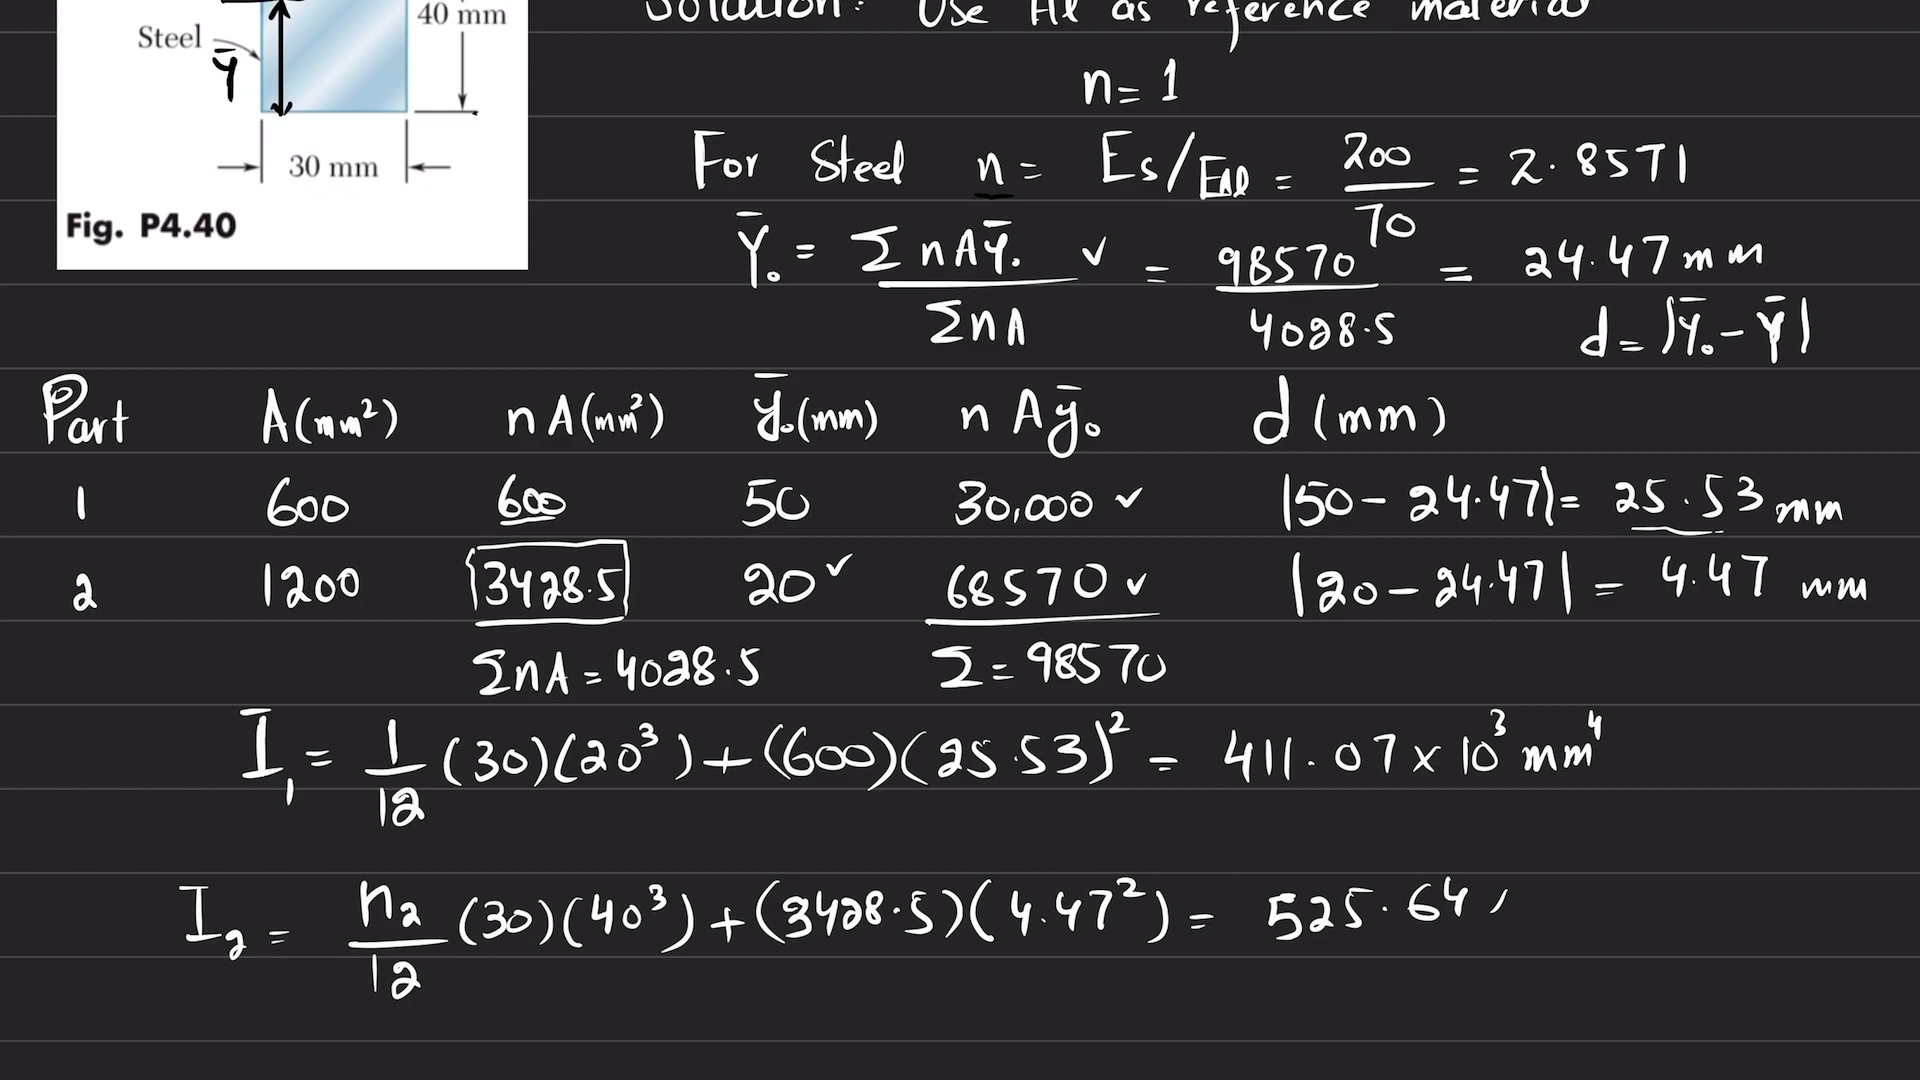 Solution: Use Al as reference material
40 mm
Steel
ȳ
n = 1
30 mm
For Steel n = Es/EAl = 200/70 = 2.8571
Fig. P4.40
Ȳ₀ = ΣnAȲ₀ ✓ / ΣnA = 98570/4028.5 = 24.47 mm
d = |Ȳ₀ - Ȳ|
Part A(mm²) nA(mm²) ȳ₀(mm) nAȳ₀ d(mm)
1 600 600 50 30,000 ✓ |50 - 24.47| = 25.53 mm
2 1200 3428.5 20 ✓ 68570 ✓ |20 - 24.47| = 4.47 mm
ΣnA = 4028.5 Σ = 98570
Ī₁ = 1/12 (30)(20³) + (600)(25.53)² = 411.07 x 10³ mm⁴
I₂ = n₂/12 (30)(40³) + (3428.5)(4.47²) = 525.64